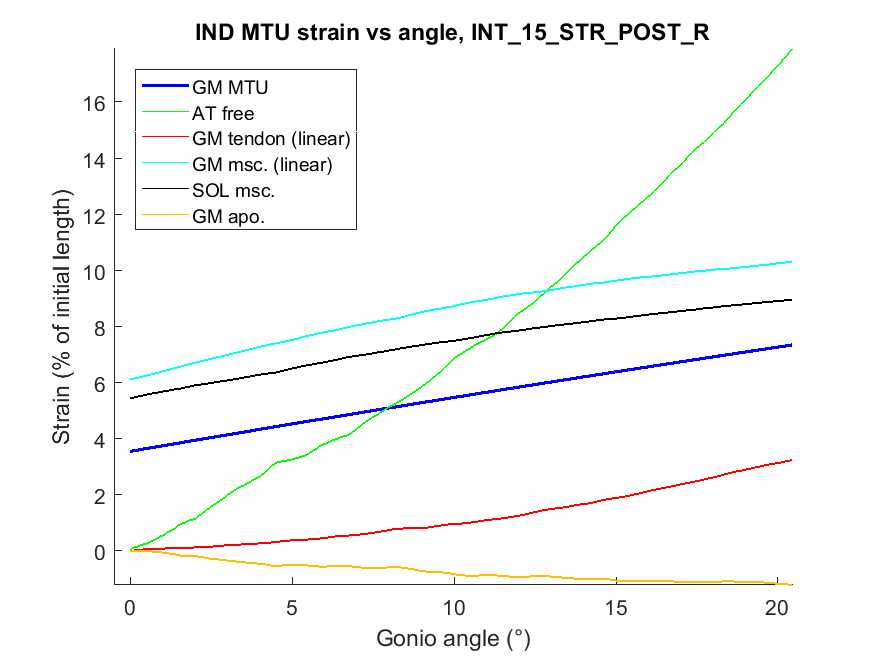 IND MTU strain vs angle, INT_15_STR_POST_R
GM MTU
AT free
GM tendon (linear)
GM msc. (linear)
SOL msc.
GM apo.
Strain (% of initial length)
16
14
12
10
8
6
4
2
0
0 5 10 15 20
Gonio angle (°)